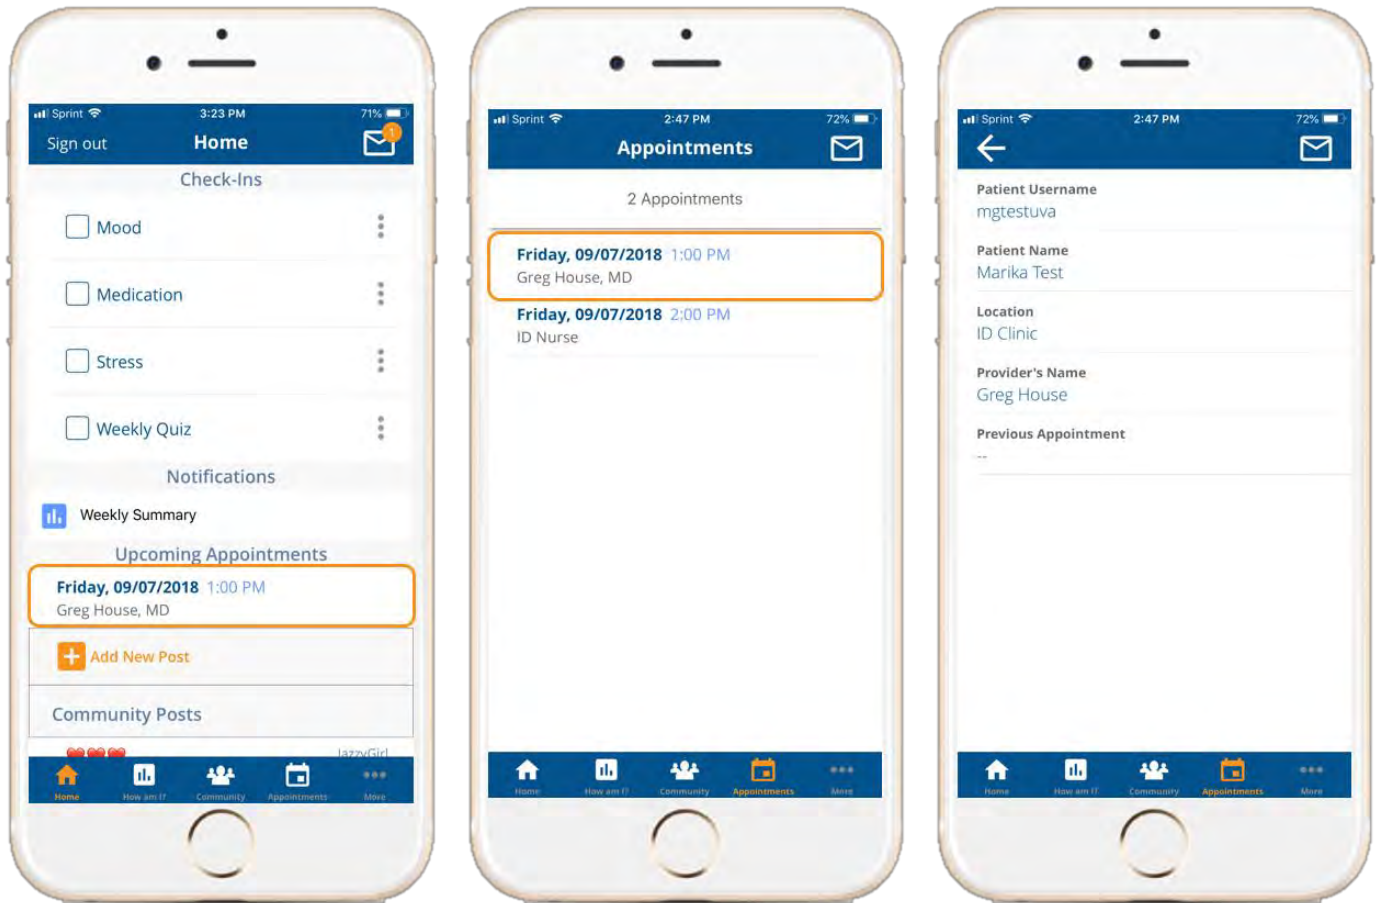 Sprint
3:23 PM
71%
Sign out
Home
1
Check-Ins
Mood
Medication
Stress
Weekly Quiz
Notifications
Weekly Summary
Upcoming Appointments
Friday, 09/07/2018 1:00 PM
Greg House, MD
Add New Post
Community Posts
JazzyGirl
Home
How am I?
Community
Appointments
More
Sprint
2:47 PM
72%
Appointments
2 Appointments
Friday, 09/07/2018 1:00 PM
Greg House, MD
Friday, 09/07/2018 2:00 PM
ID Nurse
Home
How am I?
Community
Appointments
More
Sprint
2:47 PM
72%
Patient Username
mgtestuva
Patient Name
Marika Test
Location
ID Clinic
Provider's Name
Greg House
Previous Appointment
--
Home
How am I?
Community
Appointments
More